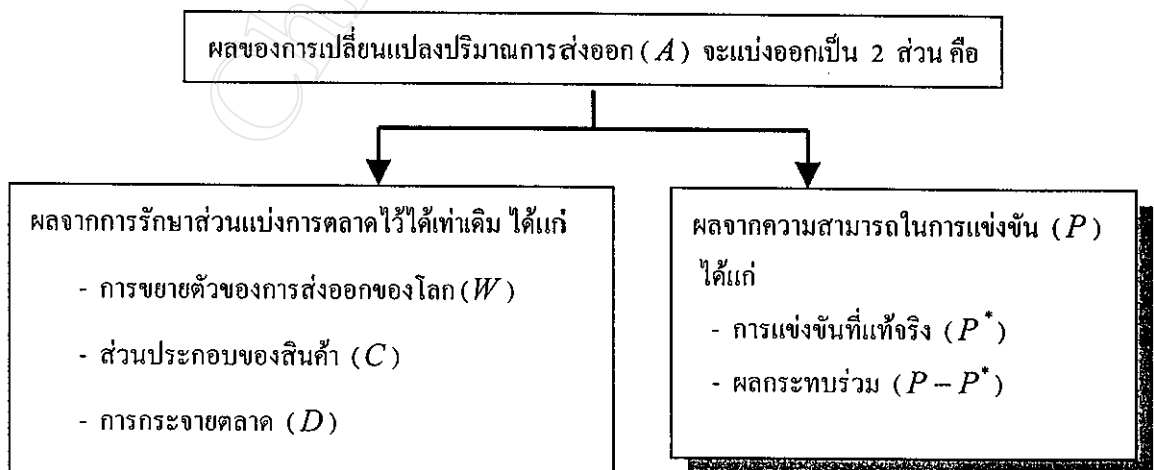 ผลของการเปลี่ยนแปลงปริมาณการส่งออก (A) จะแบ่งออกเป็น 2 ส่วน คือ
ผลจากการรักษาส่วนแบ่งการตลาดไว้ได้เท่าเดิม ได้แก่
- การขยายตัวของการส่งออกของโลก (W)
- ส่วนประกอบของสินค้า (C)
- การกระจายตลาด (D)
ผลจากความสามารถในการแข่งขัน (P)
ได้แก่
- การแข่งขันที่แท้จริง (P*)
- ผลกระทบร่วม (P – P*)